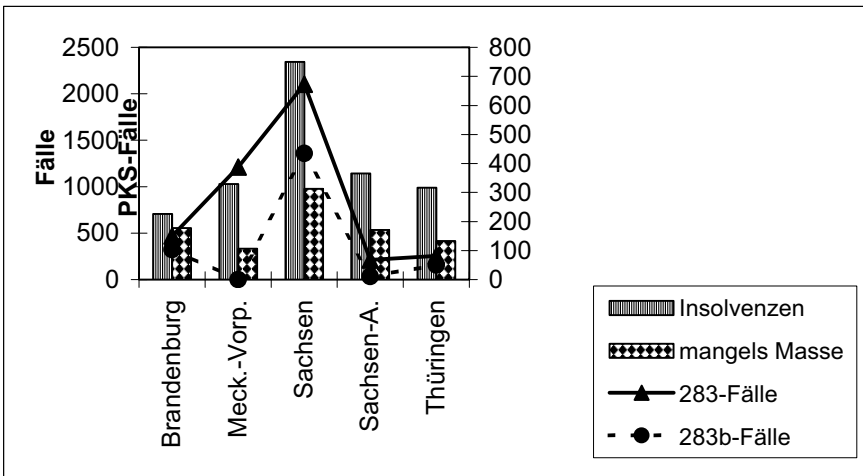 Fälle
PKS-Fälle
2500
2000
1500
1000
500
0
800
700
600
500
400
300
200
100
0
Brandenburg
Meck.-Vorp.
Sachsen
Sachsen-A.
Thüringen
Insolvenzen
mangels Masse
283-Fälle
283b-Fälle